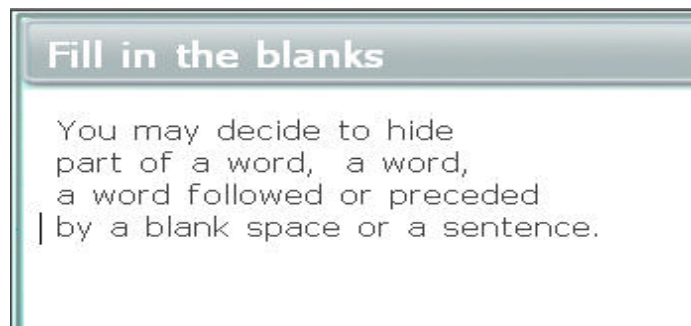 Fill in the blanks
You may decide to hide
part of a word,  a word,
a word followed or preceded
by a blank space or a sentence.